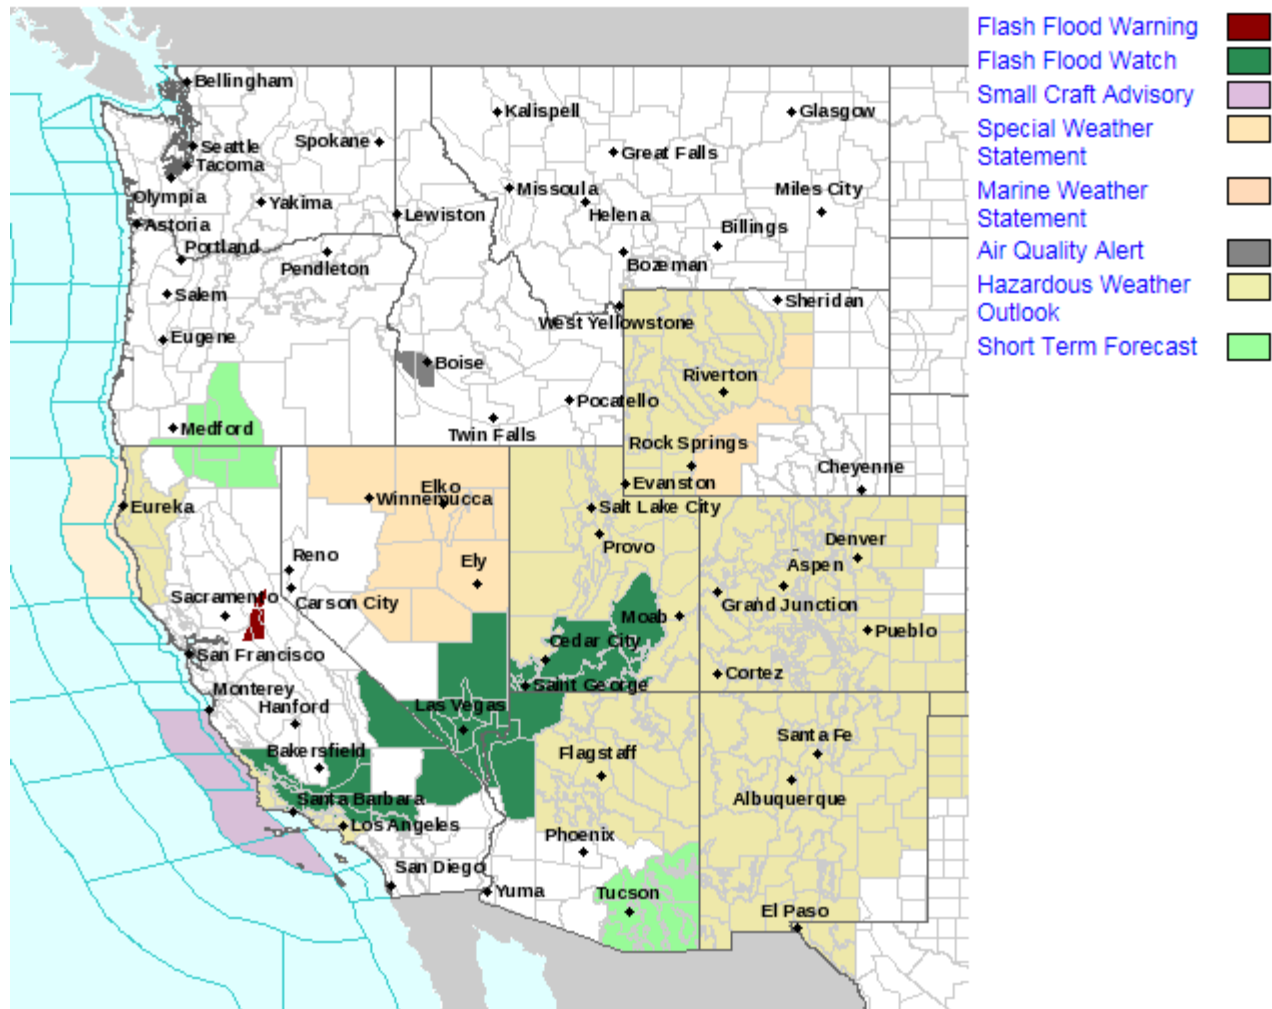 Flash Flood Warning
Flash Flood Watch
Small Craft Advisory
Special Weather
Statement
Marine Weather
Statement
Air Quality Alert
Hazardous Weather
Outlook
Short Term Forecast
Bellingham
Kalispell
Glasgow
Seattle
Spokane
Great Falls
Tacoma
Olympia
Yakima
Missoula
Miles City
Lewiston
Helena
Astoria
Billings
Portland
Pendleton
Bozeman
Salem
Sheridan
West Yellowstone
Eugene
Boise
Riverton
Pocatello
Medford
Twin Falls
Rock Springs
Cheyenne
Evanston
Elko
Winnemucca
Eureka
Salt Lake City
Provo
Denver
Reno
Ely
Aspen
Sacramento
Carson City
Grand Junction
Moab
Pueblo
Cedar City
San Francisco
Cortez
Saint George
Monterey
Hanford
Las Vegas
Santa Fe
Bakersfield
Flagstaff
Albuquerque
Santa Barbara
Los Angeles
Phoenix
San Diego
Yuma
Tucson
El Paso